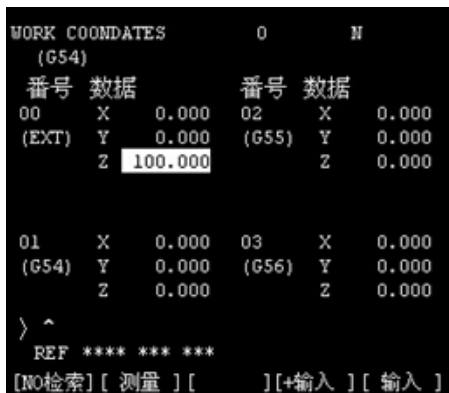 WORK COONDATES 0 N
(G54)
番号 数据 番号 数据
00 X 0.000 02 X 0.000
(EXT) Y 0.000 (G55) Y 0.000
Z 100.000 Z 0.000
01 X 0.000 03 X 0.000
(G54) Y 0.000 (G56) Y 0.000
Z 0.000 Z 0.000
〉 ^
REF **** *** ***
[NO检索] [ 测量 ] [ ] [+输入 ] [ 输入 ]